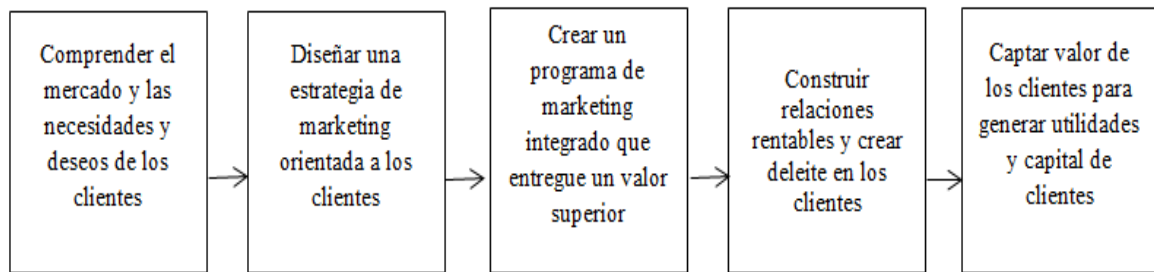 Comprender el
mercado y las
necesidades y
deseos de los
clientes
Diseñar una
estrategia de
marketing
orientada a los
clientes
Crear un
programa de
marketing
integrado que
entregue un valor
superior
Construir
relaciones
rentables y crear
deleite en los
clientes
Captar valor de
los clientes para
generar utilidades
y capital de
clientes